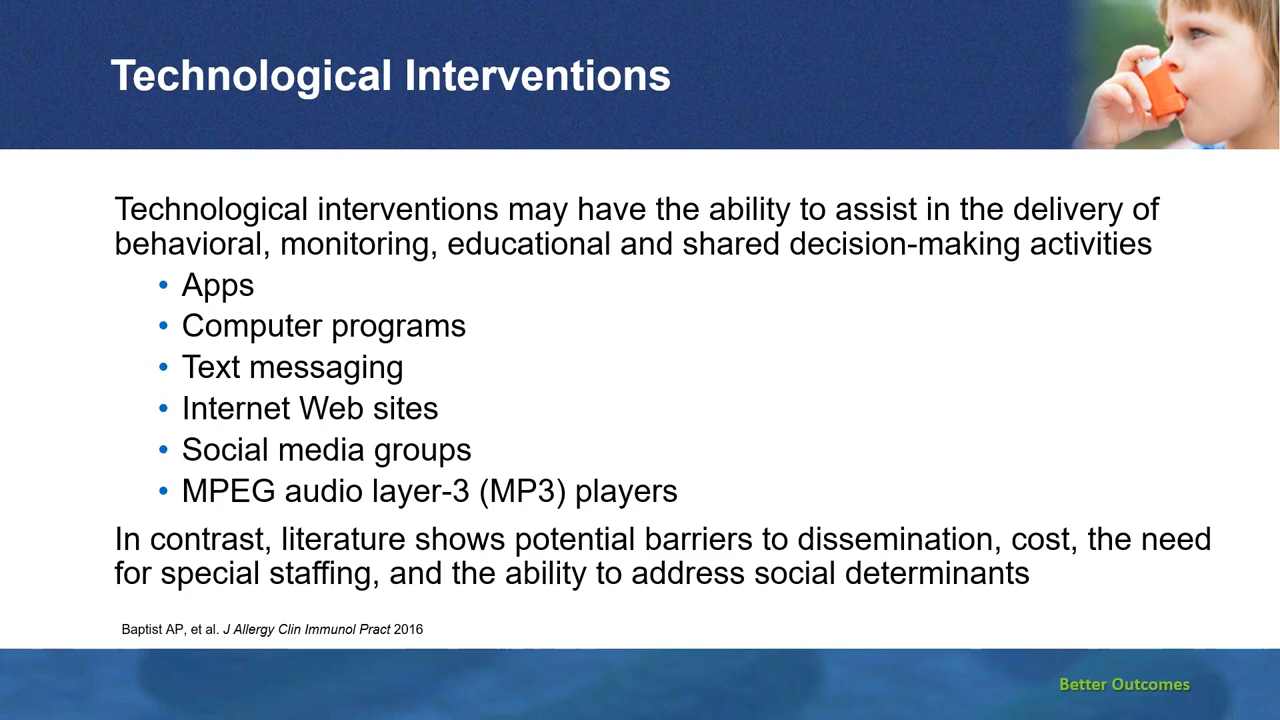 Technological Interventions
Technological interventions may have the ability to assist in the delivery of
behavioral, monitoring, educational and shared decision-making activities
• Apps
• Computer programs
• Text messaging
• Internet Web sites
• Social media groups
• MPEG audio layer-3 (MP3) players
In contrast, literature shows potential barriers to dissemination, cost, the need
for special staffing, and the ability to address social determinants
Baptist AP, et al. J Allergy Clin Immunol Pract 2016
Better Outcomes